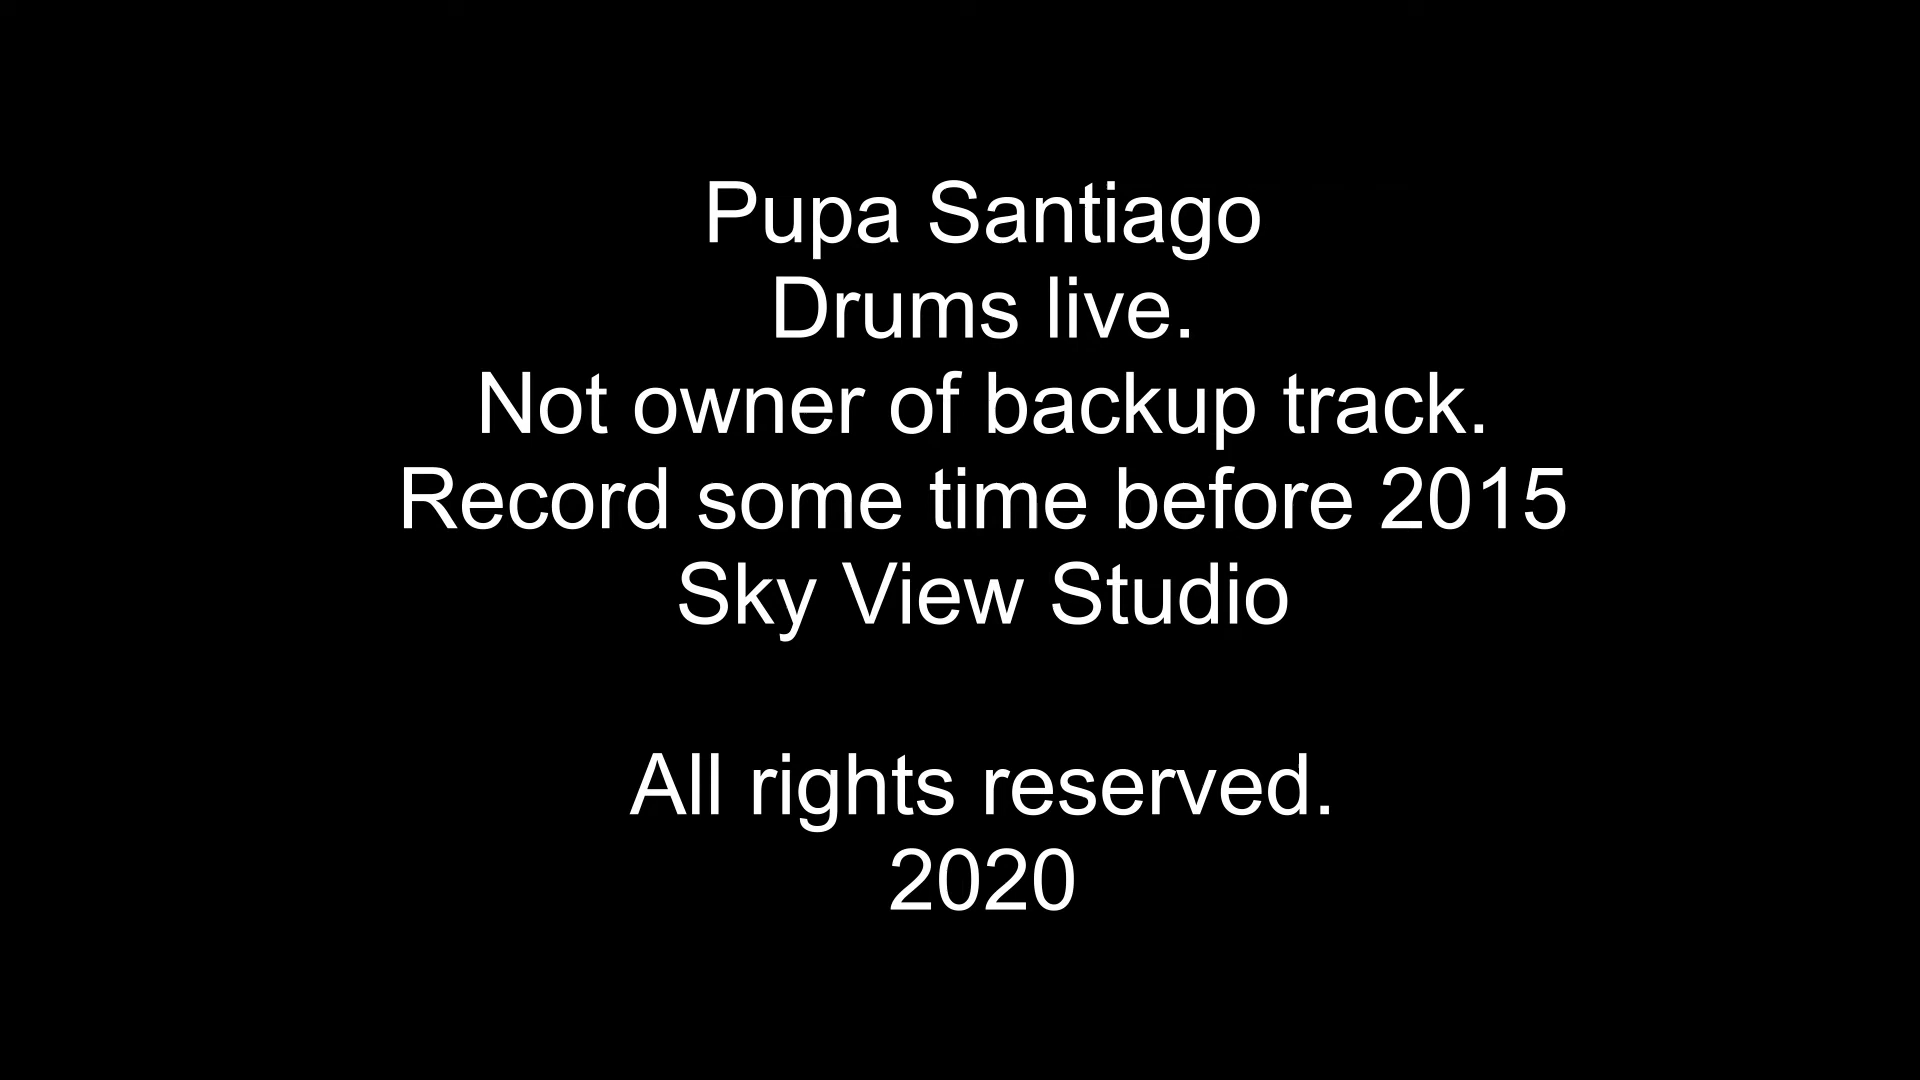 Pupa Santiago
Drums live.
Not owner of backup track.
Record some time before 2015
Sky View Studio
All rights reserved.
2020